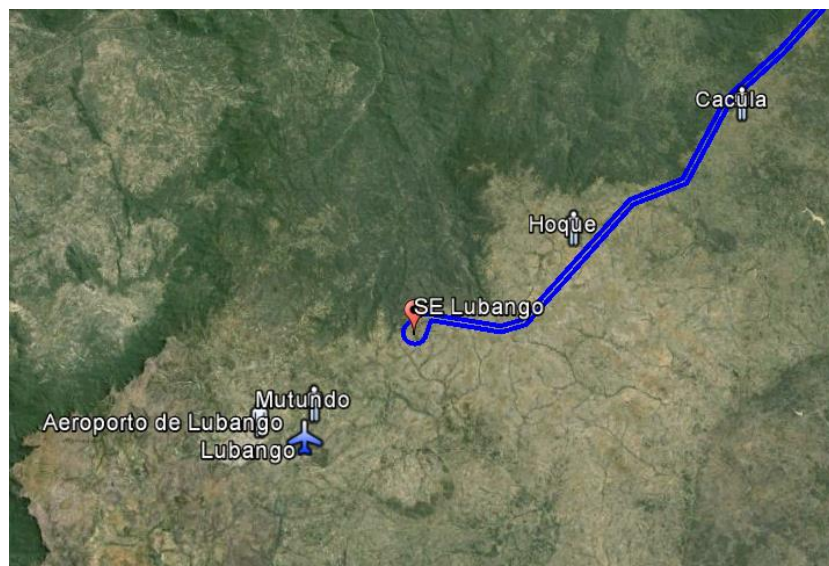 Cacula
Hoque
SE Lubango
Mutundo
Aeroporto de Lubango
Lubango